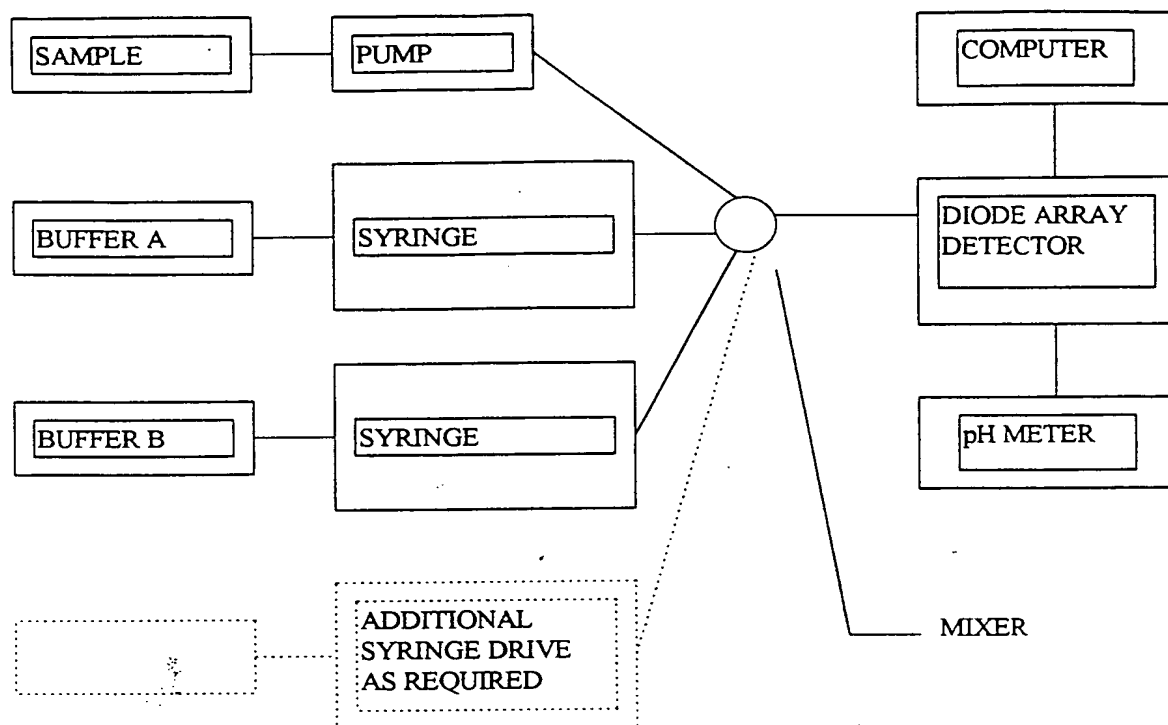 SAMPLE
PUMP
COMPUTER
BUFFER A
SYRINGE
DIODE ARRAY
DETECTOR
BUFFER B
SYRINGE
pH METER
ADDITIONAL
SYRINGE DRIVE
AS REQUIRED
MIXER